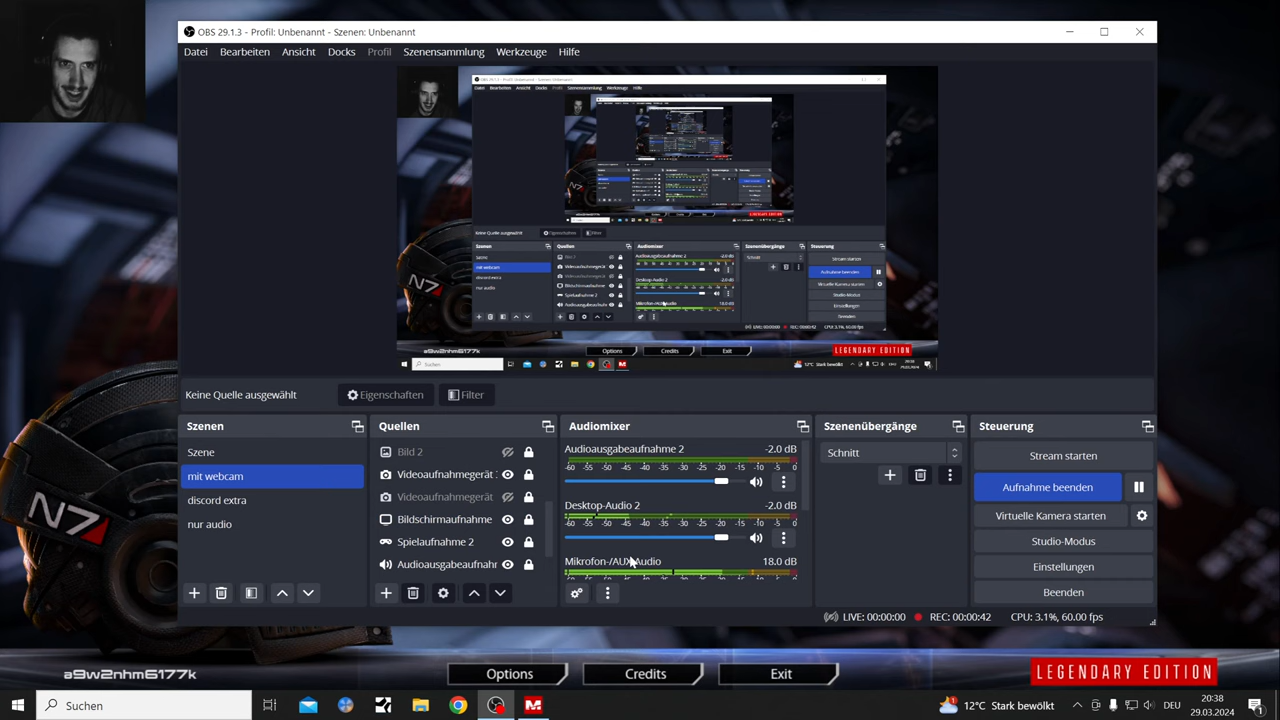 OBS 29.1.3 - Profil: Unbenannt - Szenen: Unbenannt
Datei Bearbeiten Ansicht Docks Profil Szenensammlung Werkzeuge Hilfe
Keine Quelle ausgewählt Eigenschaften Filter
Szenen Quellen Audiomixer Szenenübergänge Steuerung
Szene
mit webcam
discord extra
nur audio
Bild 2
Videoaufnahmegerät
Videoaufnahmegerät
Bildschirmaufnahme
Spielaufnahme 2
Audioausgabeaufnahr
Audioausgabeaufnahme 2 -2.0 dB
-60 -55 -50 -45 -40 -35 -30 -25 -20 -15 -10 -5 0
Desktop-Audio 2 -2.0 dB
-60 -55 -50 -45 -40 -35 -30 -25 -20 -15 -10 -5 0
Mikrofon-/AUX-Audio 18.0 dB
Schnitt
Stream starten
Aufnahme beenden
Virtuelle Kamera starten
Studio-Modus
Einstellungen
Beenden
LIVE: 00:00:00 REC: 00:00:42 CPU: 3.1%, 60.00 fps
N7
a9w2nhm6177k
Options Credits Exit
LEGENDARY EDITION
Suchen
12°C Stark bewölkt
DEU
20:38
29.03.2024
1